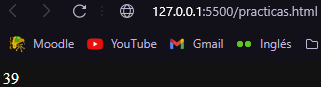 127.0.0.1:5500/practicas.html
Moodle YouTube Gmail Inglés
39